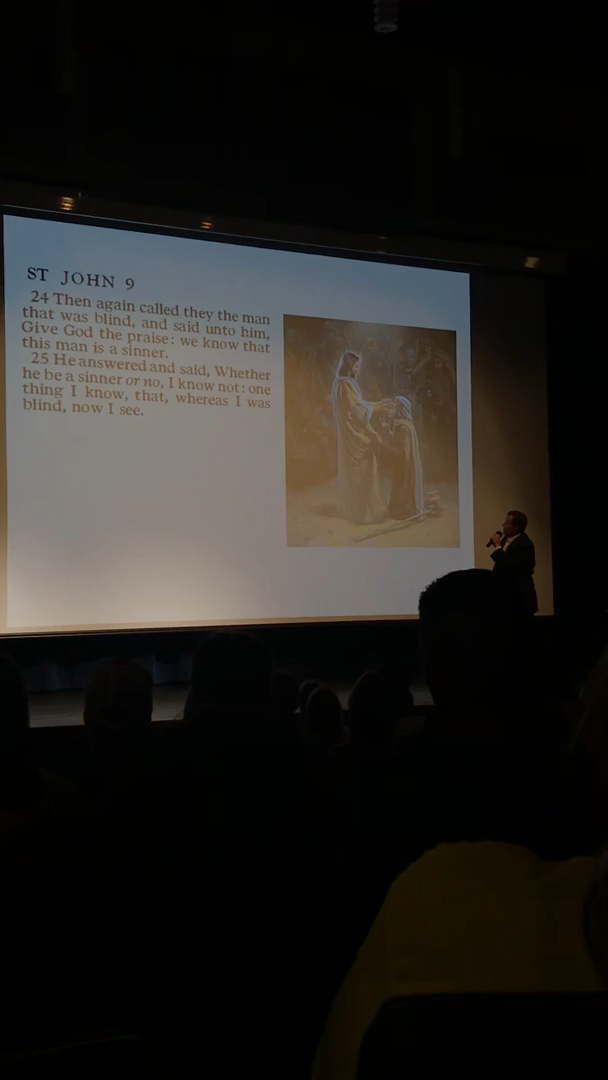 ST JOHN 9
24 Then again called they the man
that was blind, and said unto him,
Give God the praise: we know that
this man is a sinner.
25 He answered and said, Whether
he be a sinner or no, I know not: one
thing I know, that, whereas I was
blind, now I see.